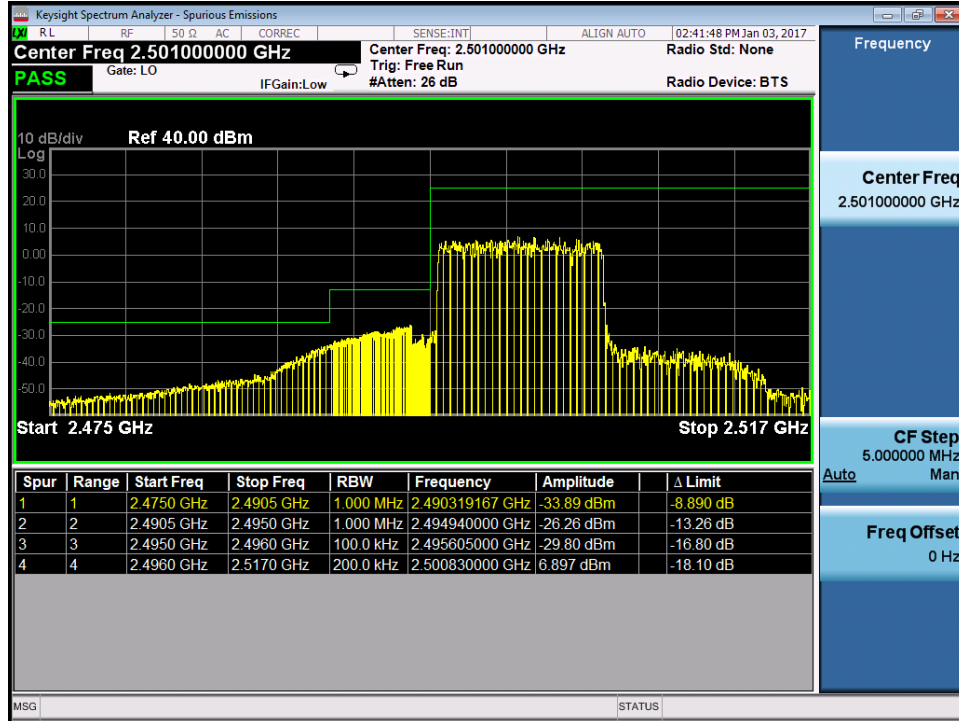 Keysight Spectrum Analyzer - Spurious Emissions
LXI RL RF 50 Ω AC CORREC SENSE:INT ALIGN AUTO 02:41:48 PM Jan 03, 2017
Center Freq 2.501000000 GHz
Center Freq: 2.501000000 GHz Radio Std: None
Trig: Free Run
PASS Gate: LO IFGain:Low #Atten: 26 dB Radio Device: BTS
10 dB/div Ref 40.00 dBm
Log
30.0
20.0
10.0
0.00
-10.0
-20.0
-30.0
-40.0
-50.0
Start 2.475 GHz Stop 2.517 GHz
Spur Range Start Freq Stop Freq RBW Frequency Amplitude Δ Limit
1 1 2.4750 GHz 2.4905 GHz 1.000 MHz 2.490319167 GHz -33.89 dBm -8.890 dB
2 2 2.4905 GHz 2.4950 GHz 1.000 MHz 2.494940000 GHz -26.26 dBm -13.26 dB
3 3 2.4950 GHz 2.4960 GHz 100.0 kHz 2.495605000 GHz -29.80 dBm -16.80 dB
4 4 2.4960 GHz 2.5170 GHz 200.0 kHz 2.500830000 GHz 6.897 dBm -18.10 dB
MSG STATUS
Frequency
Center Freq
2.501000000 GHz
CF Step
5.000000 MHz
Auto Man
Freq Offset
0 Hz